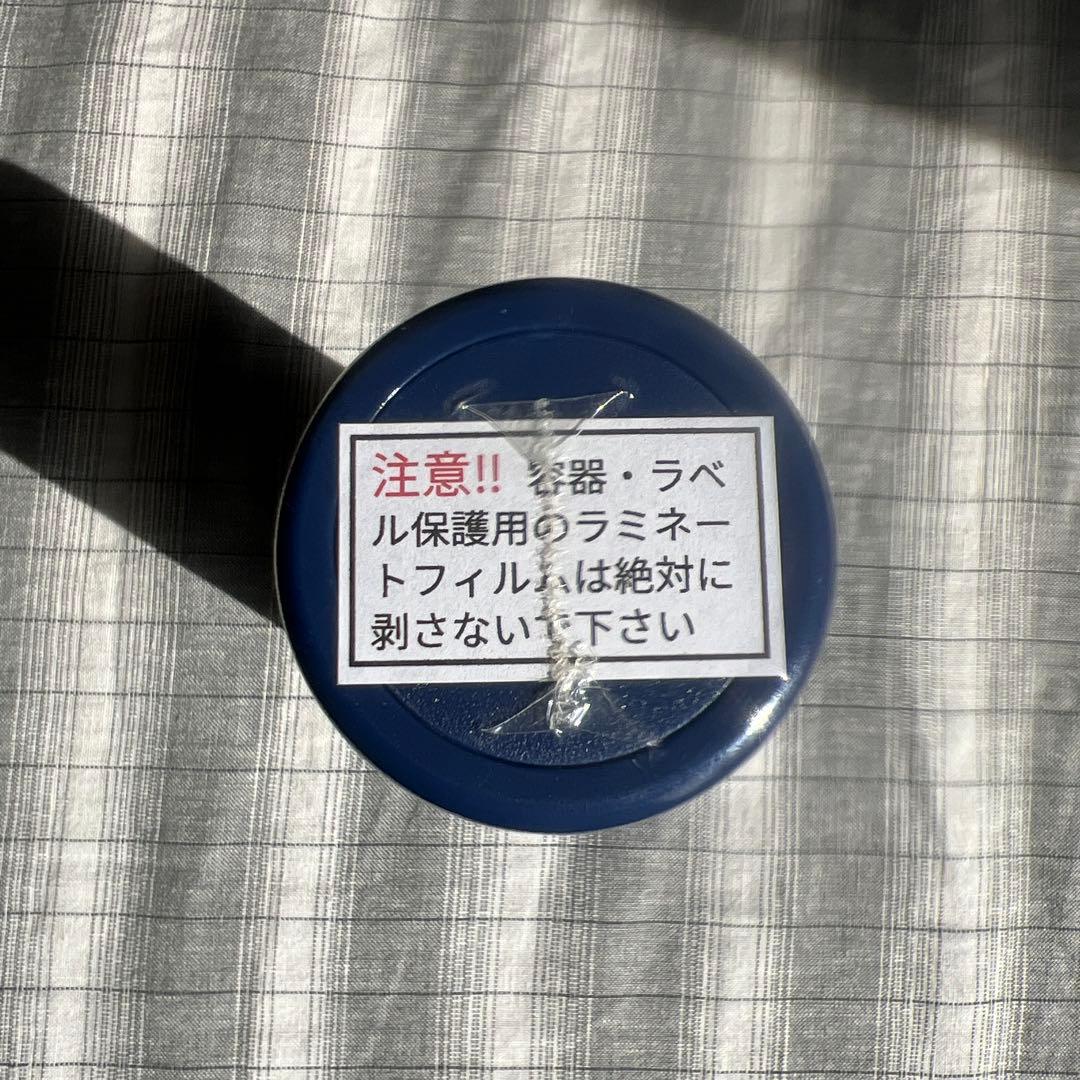 注意!! 容器・ラベ
ル保護用のラミネー
トフィルムは絶対に
剥さないで下さい